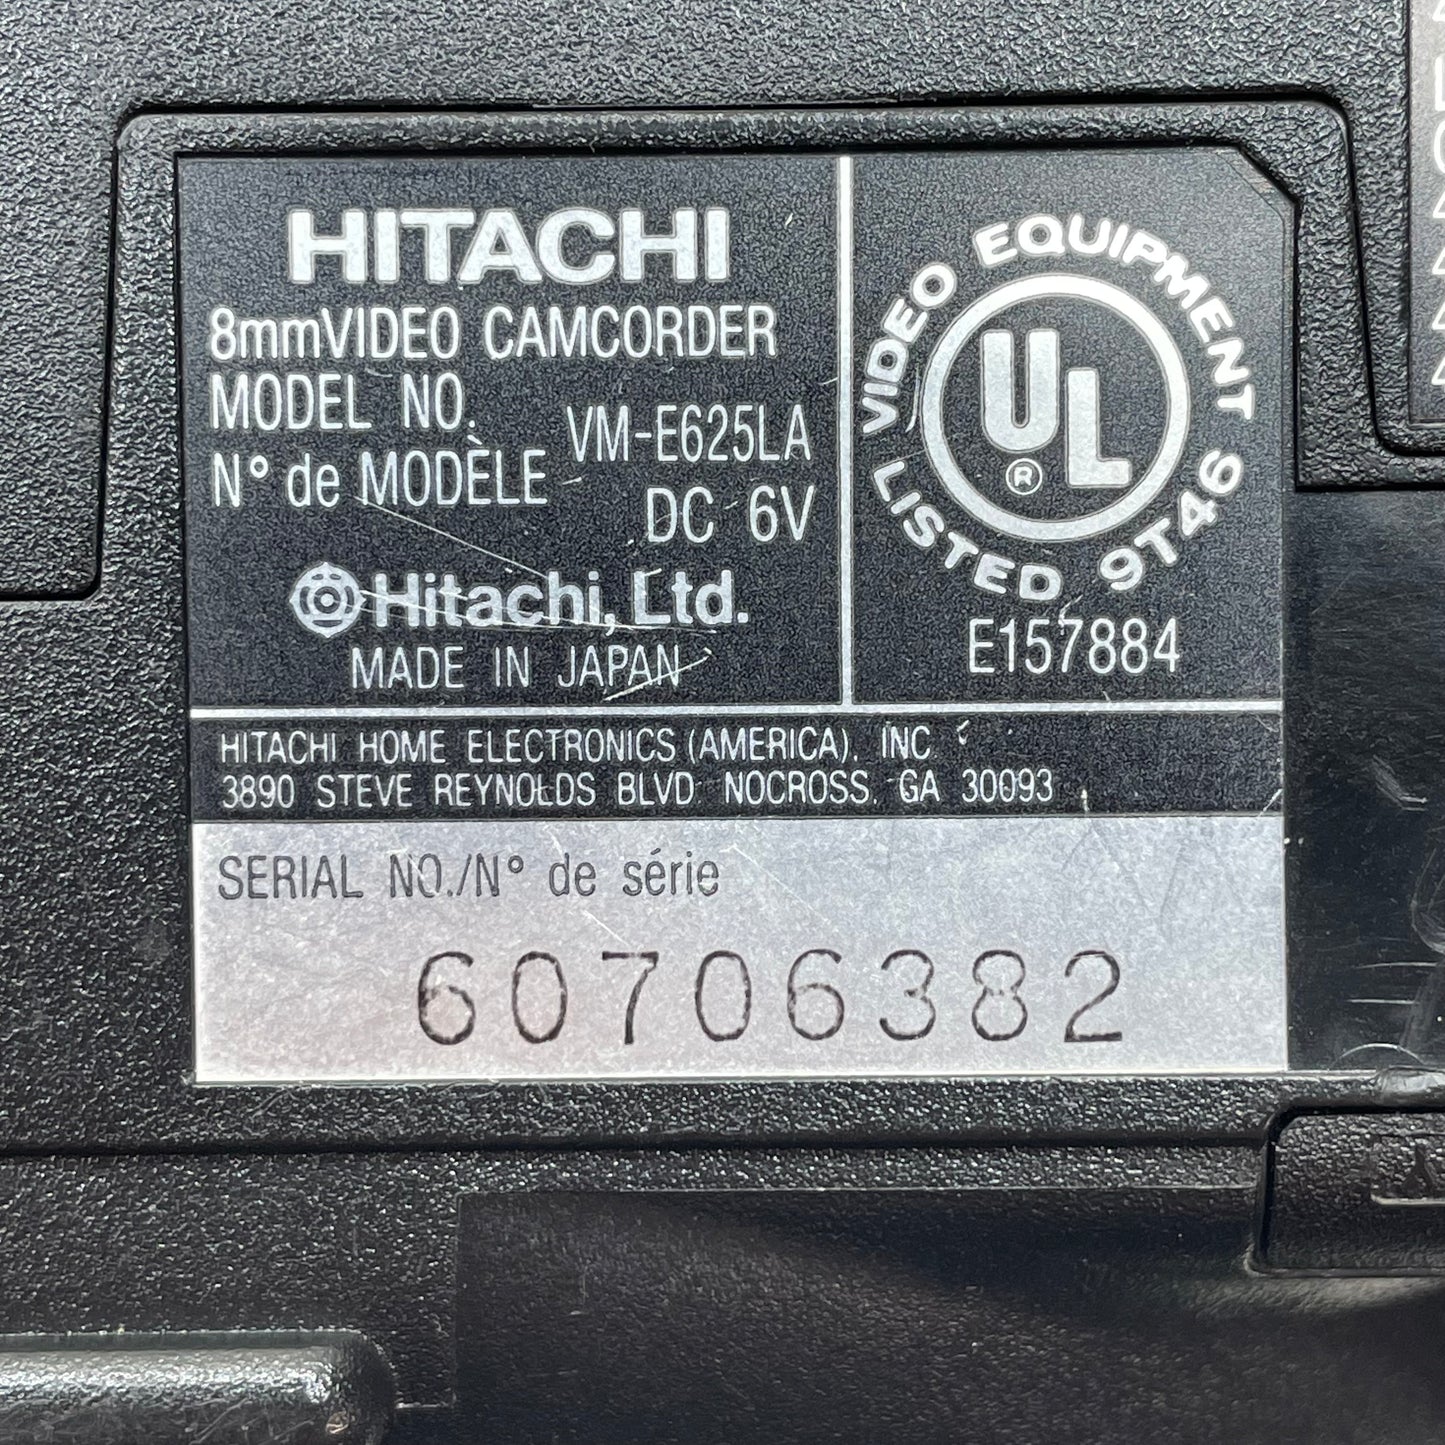 HITACHI
8mmVIDEO CAMCORDER
MODEL NO.
N° de MODÈLE VM-E625LA
DC 6V
Hitachi, Ltd.
MADE IN JAPAN
VIDEO EQUIPMENT
UL
®
LISTED 9T46
E157884
HITACHI HOME ELECTRONICS (AMERICA), INC
3890 STEVE REYNOLDS BLVD NOCROSS, GA 30093
SERIAL NO./N° de série
60706382